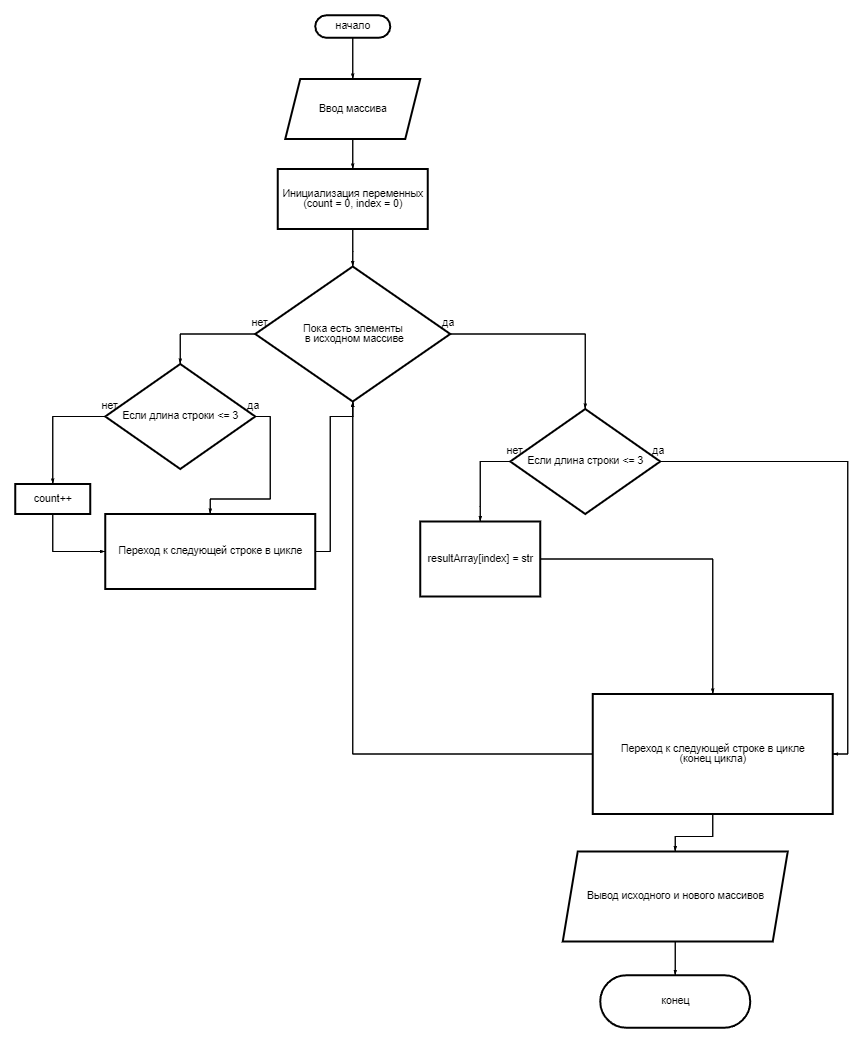 начало
Ввод массива
Инициализация переменных
(count = 0, index = 0)
Пока есть элементы
в исходном массиве
нет
да
нет
Если длина строки <= 3
да
нет
Если длина строки <= 3
да
count++
Переход к следующей строке в цикле
resultArray[index] = str
Переход к следующей строке в цикле
(конец цикла)
Вывод исходного и нового массивов
конец